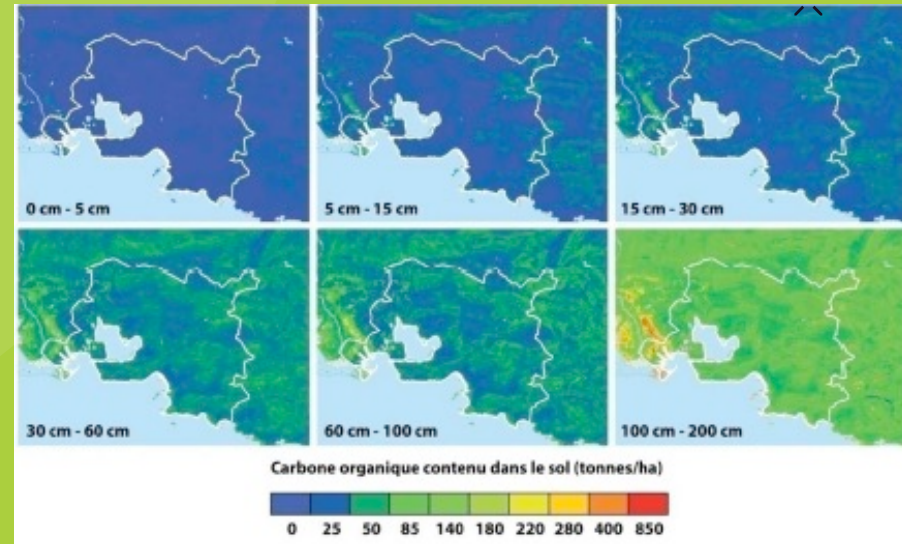 0 cm - 5 cm
5 cm - 15 cm
15 cm - 30 cm
30 cm - 60 cm
60 cm - 100 cm
100 cm - 200 cm
Carbone organique contenu dans le sol (tonnes/ha)
0 25 50 85 140 180 220 280 400 850